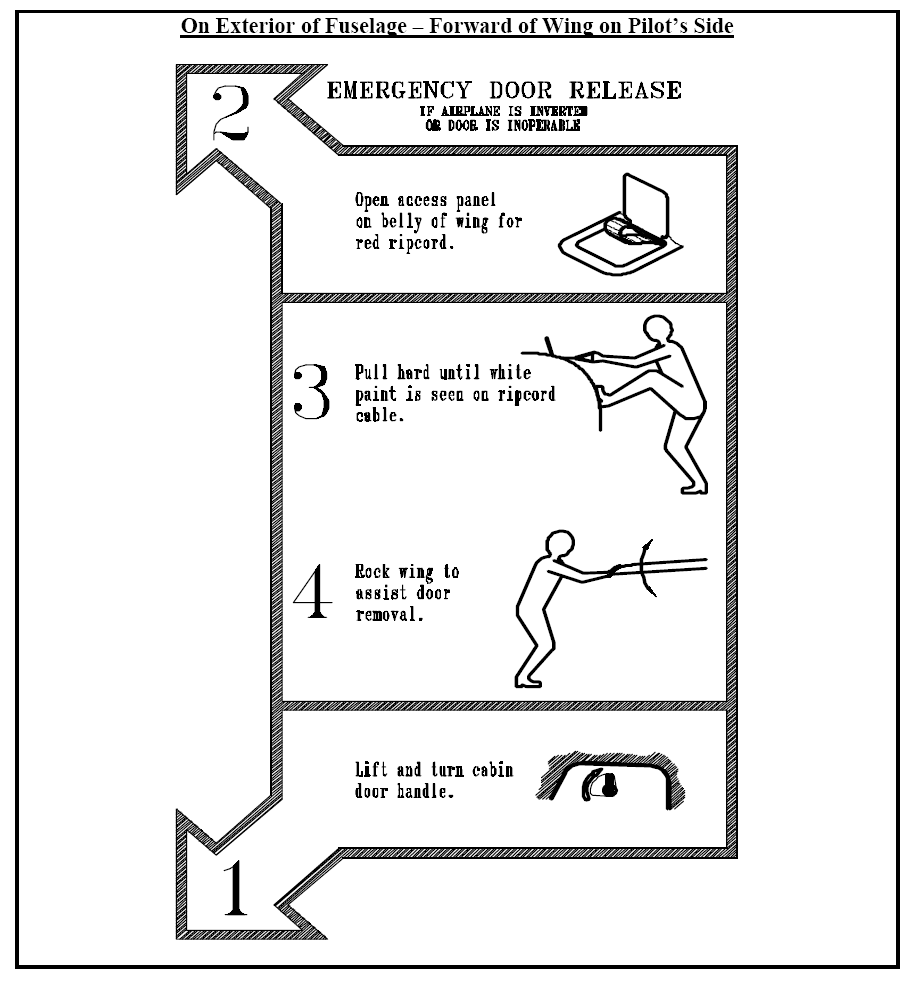 On Exterior of Fuselage – Forward of Wing on Pilot's Side
2
EMERGENCY DOOR RELEASE
IF AIRPLANE IS INVERTED
OR DOOR IS INOPERABLE
Open access panel
on belly of wing for
red ripcord.
3
Pull hard until white
paint is seen on ripcord
cable.
4
Rock wing to
assist door
removal.
Lift and turn cabin
door handle.
1